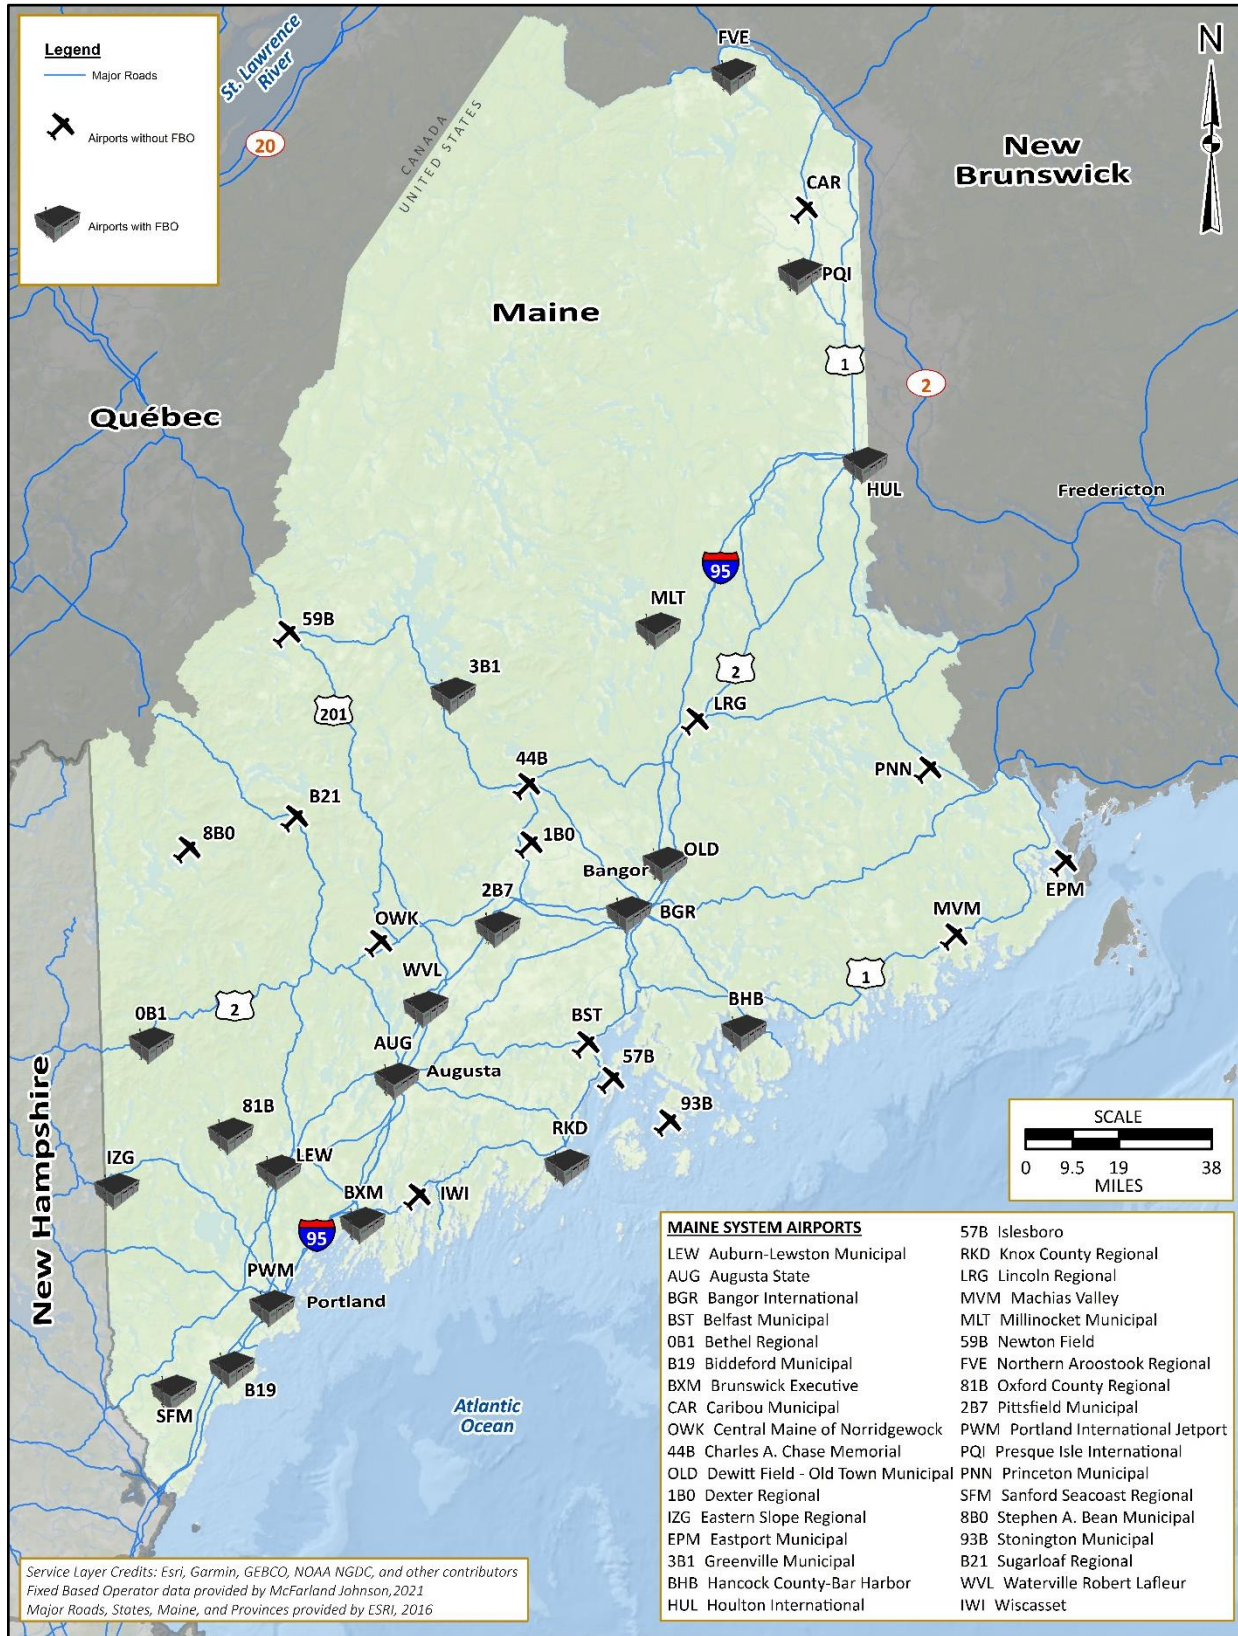 Legend
Major Roads
Airports without FBO
Airports with FBO
St. Lawrence
River
20
CANADA
UNITED STATES
FVE
N
New
Brunswick
CAR
PQI
Maine
1
2
Québec
HUL
Fredericton
95
MLT
59B
3B1
2
201
LRG
44B
PNN
B21
8B0
1B0
OLD
Bangor
EPM
2B7
BGR
OWK
MVM
WVL
1
2
BHB
0B1
BST
AUG
57B
Augusta
93B
81B
RKD
IZG
LEW
BXM
IWI
New Hampshire
95
PWM
Portland
B19
SFM
Atlantic
Ocean
SCALE
0 9.5 19 38
MILES
MAINE SYSTEM AIRPORTS
LEW Auburn-Lewston Municipal
AUG Augusta State
BGR Bangor International
BST Belfast Municipal
0B1 Bethel Regional
B19 Biddeford Municipal
BXM Brunswick Executive
CAR Caribou Municipal
OWK Central Maine of Norridgewock
44B Charles A. Chase Memorial
OLD Dewitt Field - Old Town Municipal
1B0 Dexter Regional
IZG Eastern Slope Regional
EPM Eastport Municipal
3B1 Greenville Municipal
BHB Hancock County-Bar Harbor
HUL Houlton International
57B Islesboro
RKD Knox County Regional
LRG Lincoln Regional
MVM Machias Valley
MLT Millinocket Municipal
59B Newton Field
FVE Northern Aroostook Regional
81B Oxford County Regional
2B7 Pittsfield Municipal
PWM Portland International Jetport
PQI Presque Isle International
PNN Princeton Municipal
SFM Sanford Seacoast Regional
8B0 Stephen A. Bean Municipal
93B Stonington Municipal
B21 Sugarloaf Regional
WVL Waterville Robert Lafleur
IWI Wiscasset
Service Layer Credits: Esri, Garmin, GEBCO, NOAA NGDC, and other contributors
Fixed Based Operator data provided by McFarland Johnson,2021
Major Roads, States, Maine, and Provinces provided by ESRI, 2016